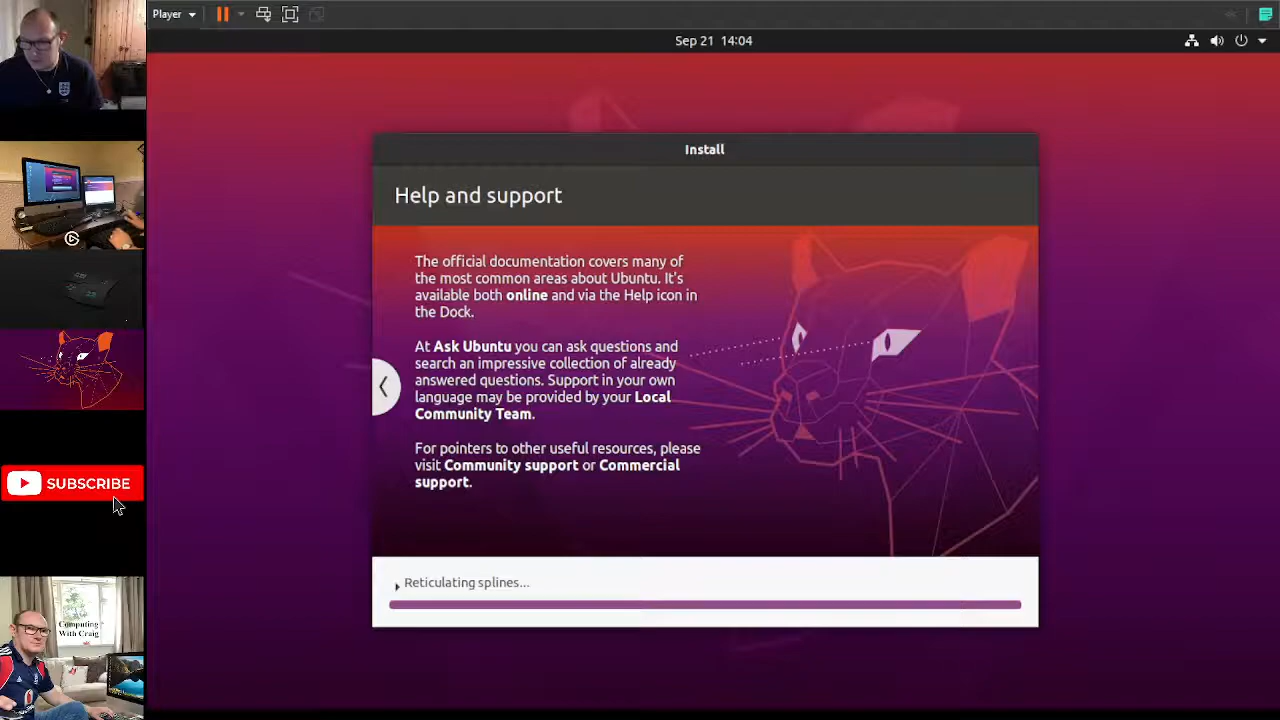 Player
Sep 21 14:04
Install
Help and support
The official documentation covers many of
the most common areas about Ubuntu. It's
available both online and via the Help icon in
the Dock.
At Ask Ubuntu you can ask questions and
search an impressive collection of already
answered questions. Support in your own
language may be provided by your Local
Community Team.
For pointers to other useful resources, please
visit Community support or Commercial
support.
Reticulating splines...
SUBSCRIBE
Computing
With Craig